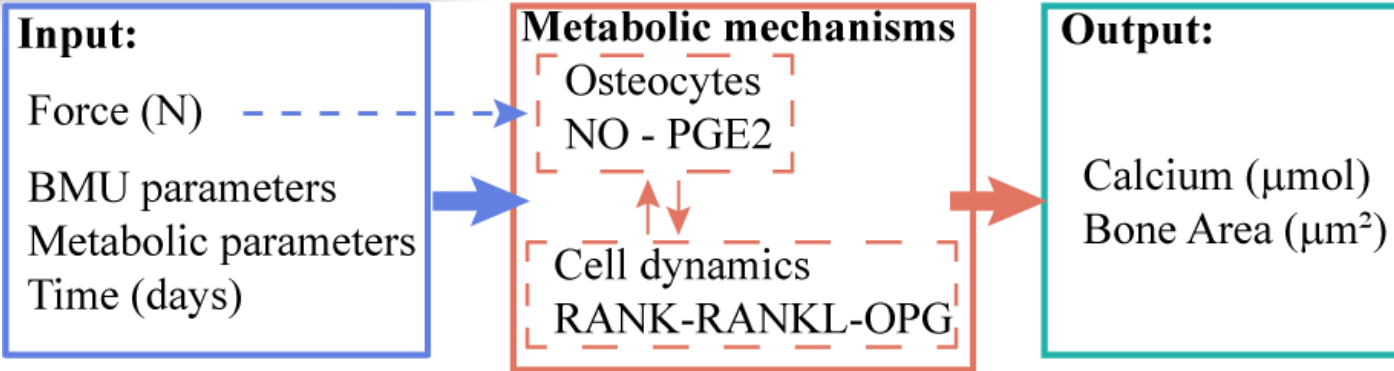 Input:
Force (N)
BMU parameters
Metabolic parameters
Time (days)
Metabolic mechanisms
Osteocytes
NO - PGE2
Cell dynamics
RANK-RANKL-OPG
Output:
Calcium (μmol)
Bone Area (μm²)